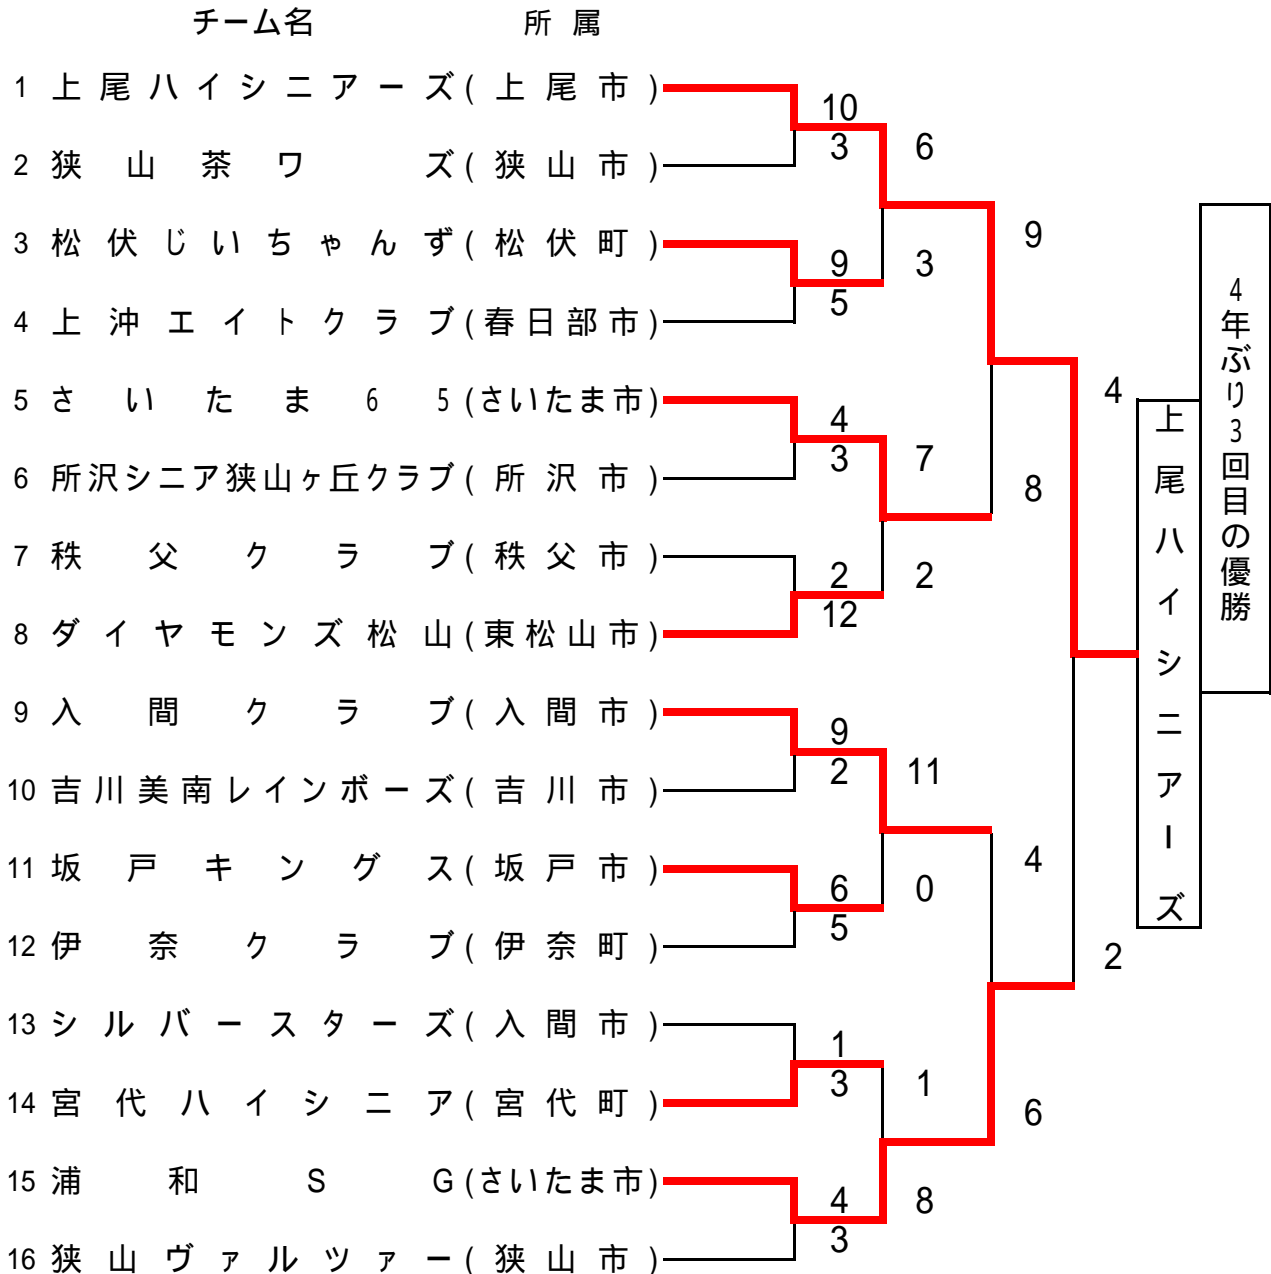 チーム名 所属
1 上尾ハイシニアーズ(上尾市)
2 狭山茶ワ ズ(狭山市)
3 松伏じいちゃんず(松伏町)
4 上沖エイトクラブ(春日部市)
5 さいたま65(さいたま市)
6 所沢シニア狭山ヶ丘クラブ(所沢市)
7 秩父クラブ(秩父市)
8 ダイヤモンズ松山(東松山市)
9 入間クラブ(入間市)
10 吉川美南レインボーズ(吉川市)
11 坂戸キングス(坂戸市)
12 伊奈クラブ(伊奈町)
13 シルバースターズ(入間市)
14 宮代ハイシニア(宮代町)
15 浦和SG(さいたま市)
16 狭山ヴァルツァー(狭山市)
10
3
9
5
4
3
2
12
9
2
6
5
1
3
4
3
6
3
7
2
11
0
1
8
9
8
4
6
4
2
上尾ハイシニアーズ
4年ぶり3回目の優勝